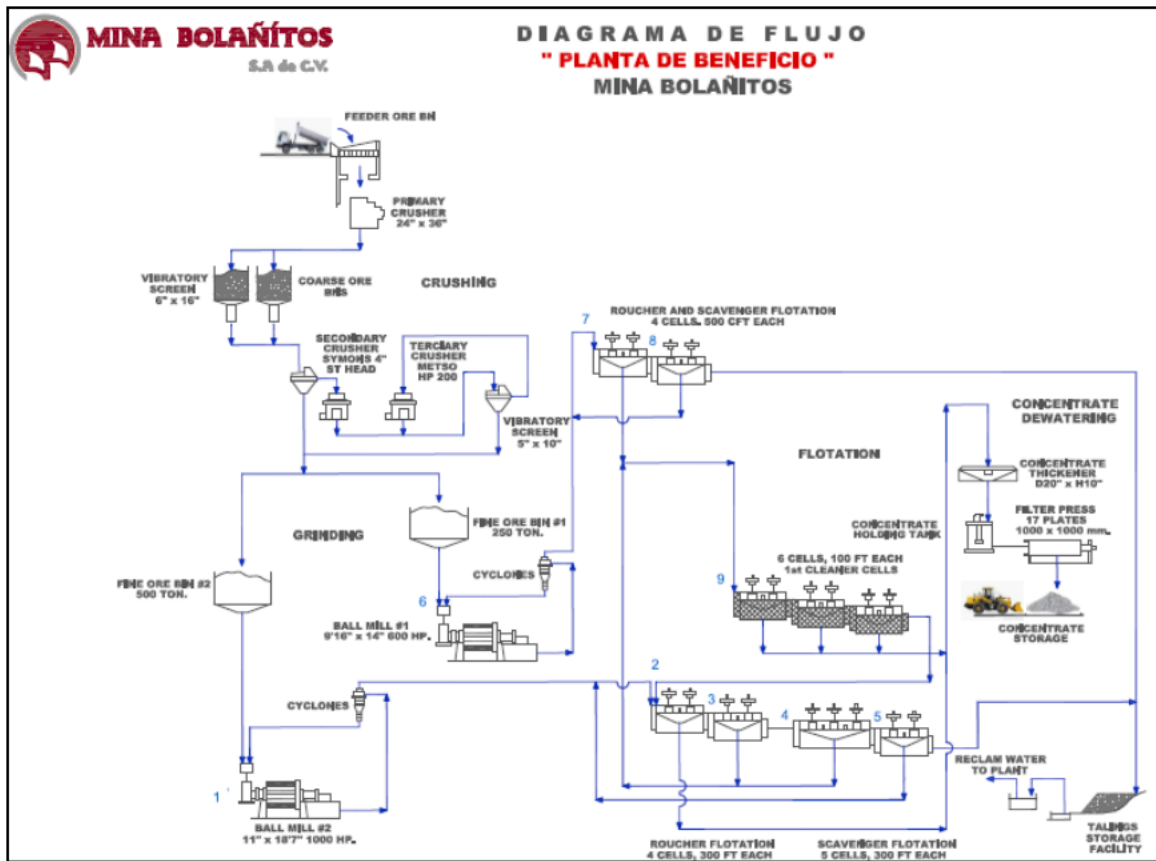 MINA BOLAÑÍTOS
S.A de C.V.
DIAGRAMA DE FLUJO
" PLANTA DE BENEFICIO "
MINA BOLAÑITOS
FEEDER ORE BN
PRIMARY
CRUSHER
24" x 36"
VIBRATORY
SCREEN
6" x 16"
COARSE ORE
BNS
CRUSHING
SECONDARY
CRUSHER
SYMONS 4"
ST HEAD
TERCIARY
CRUSHER
METSO
HP 200
VIBRATORY
SCREEN
5" x 10"
7
ROUCHER AND SCAVENGER FLOTATION
4 CELLS. 500 CFT EACH
8
CONCENTRATE
DEWATERING
CONCENTRATE
THICKENER
D20" x H10"
FLOTATION
FILTER PRESS
17 PLATES
1000 x 1000 mm.
CONCENTRATE
HOLDING TANK
CONCENTRATE
STORAGE
GRINDING
FINE ORE BIN #1
250 TON.
FINE ORE BIN #2
500 TON.
CYCLONES
6
BALL MILL #1
9'16" x 14" 600 HP.
6 CELLS, 100 FT EACH
1st CLEANER CELLS
9
2
3
4
5
CYCLONES
1
BALL MILL #2
11" x 18'7" 1000 HP.
RECLAM WATER
TO PLANT
TALINGS
STORAGE
FACILITY
ROUCHER FLOTATION
4 CELLS, 300 FT EACH
SCAVENGER FLOTATION
5 CELLS, 300 FT EACH